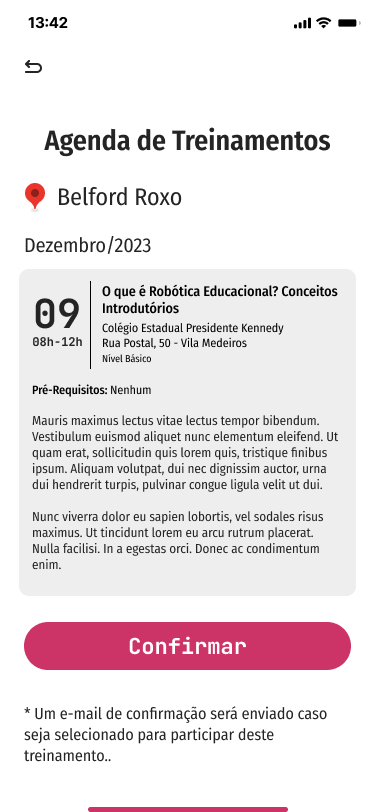 13:42
Agenda de Treinamentos
Belford Roxo
Dezembro/2023
09
08h-12h
O que é Robótica Educacional? Conceitos
Introdutórios
Colégio Estadual Presidente Kennedy
Rua Postal, 50 - Vila Medeiros
Nível Básico
Pré-Requisitos: Nenhum
Mauris maximus lectus vitae lectus tempor bibendum.
Vestibulum euismod aliquet nunc elementum eleifend. Ut
quam erat, sollicitudin quis lorem quis, tristique finibus
ipsum. Aliquam volutpat, dui nec dignissim auctor, urna
dui hendrerit turpis, pulvinar congue ligula velit ut dui.
Nunc viverra dolor eu sapien lobortis, vel sodales risus
maximus. Ut tincidunt lorem eu arcu rutrum placerat.
Nulla facilisi. In a egestas orci. Donec ac condimentum
enim.
Confirmar
* Um e-mail de confirmação será enviado caso
seja selecionado para participar deste
treinamento..